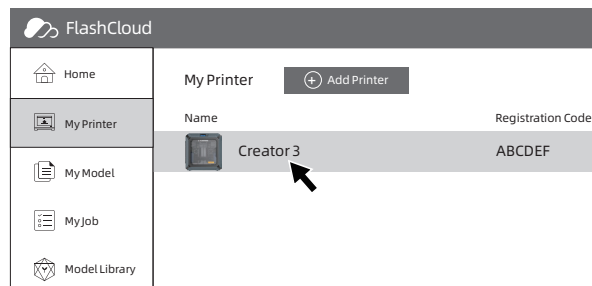 FlashCloud
Home
My Printer
My Model
My Job
Model Library
My Printer
Add Printer
Name
Registration Code
Creator 3
ABCDEF